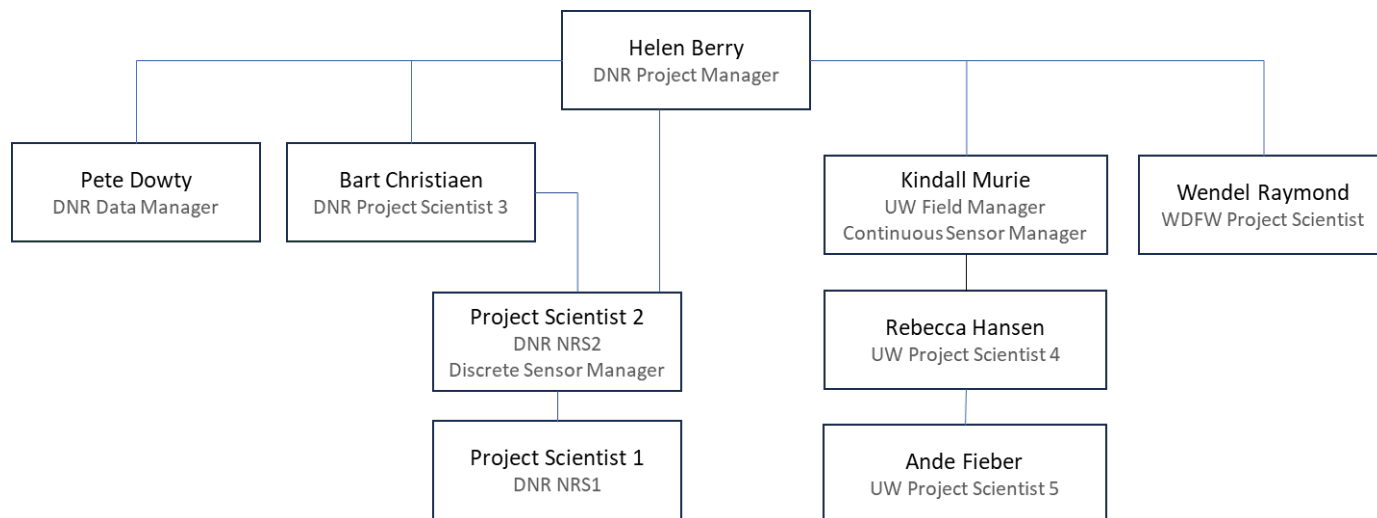 Helen Berry
DNR Project Manager
Pete Dowty
DNR Data Manager
Bart Christiaen
DNR Project Scientist 3
Kindall Murie
UW Field Manager
Continuous Sensor Manager
Wendel Raymond
WDFW Project Scientist
Project Scientist 2
DNR NRS2
Discrete Sensor Manager
Rebecca Hansen
UW Project Scientist 4
Project Scientist 1
DNR NRS1
Ande Fieber
UW Project Scientist 5